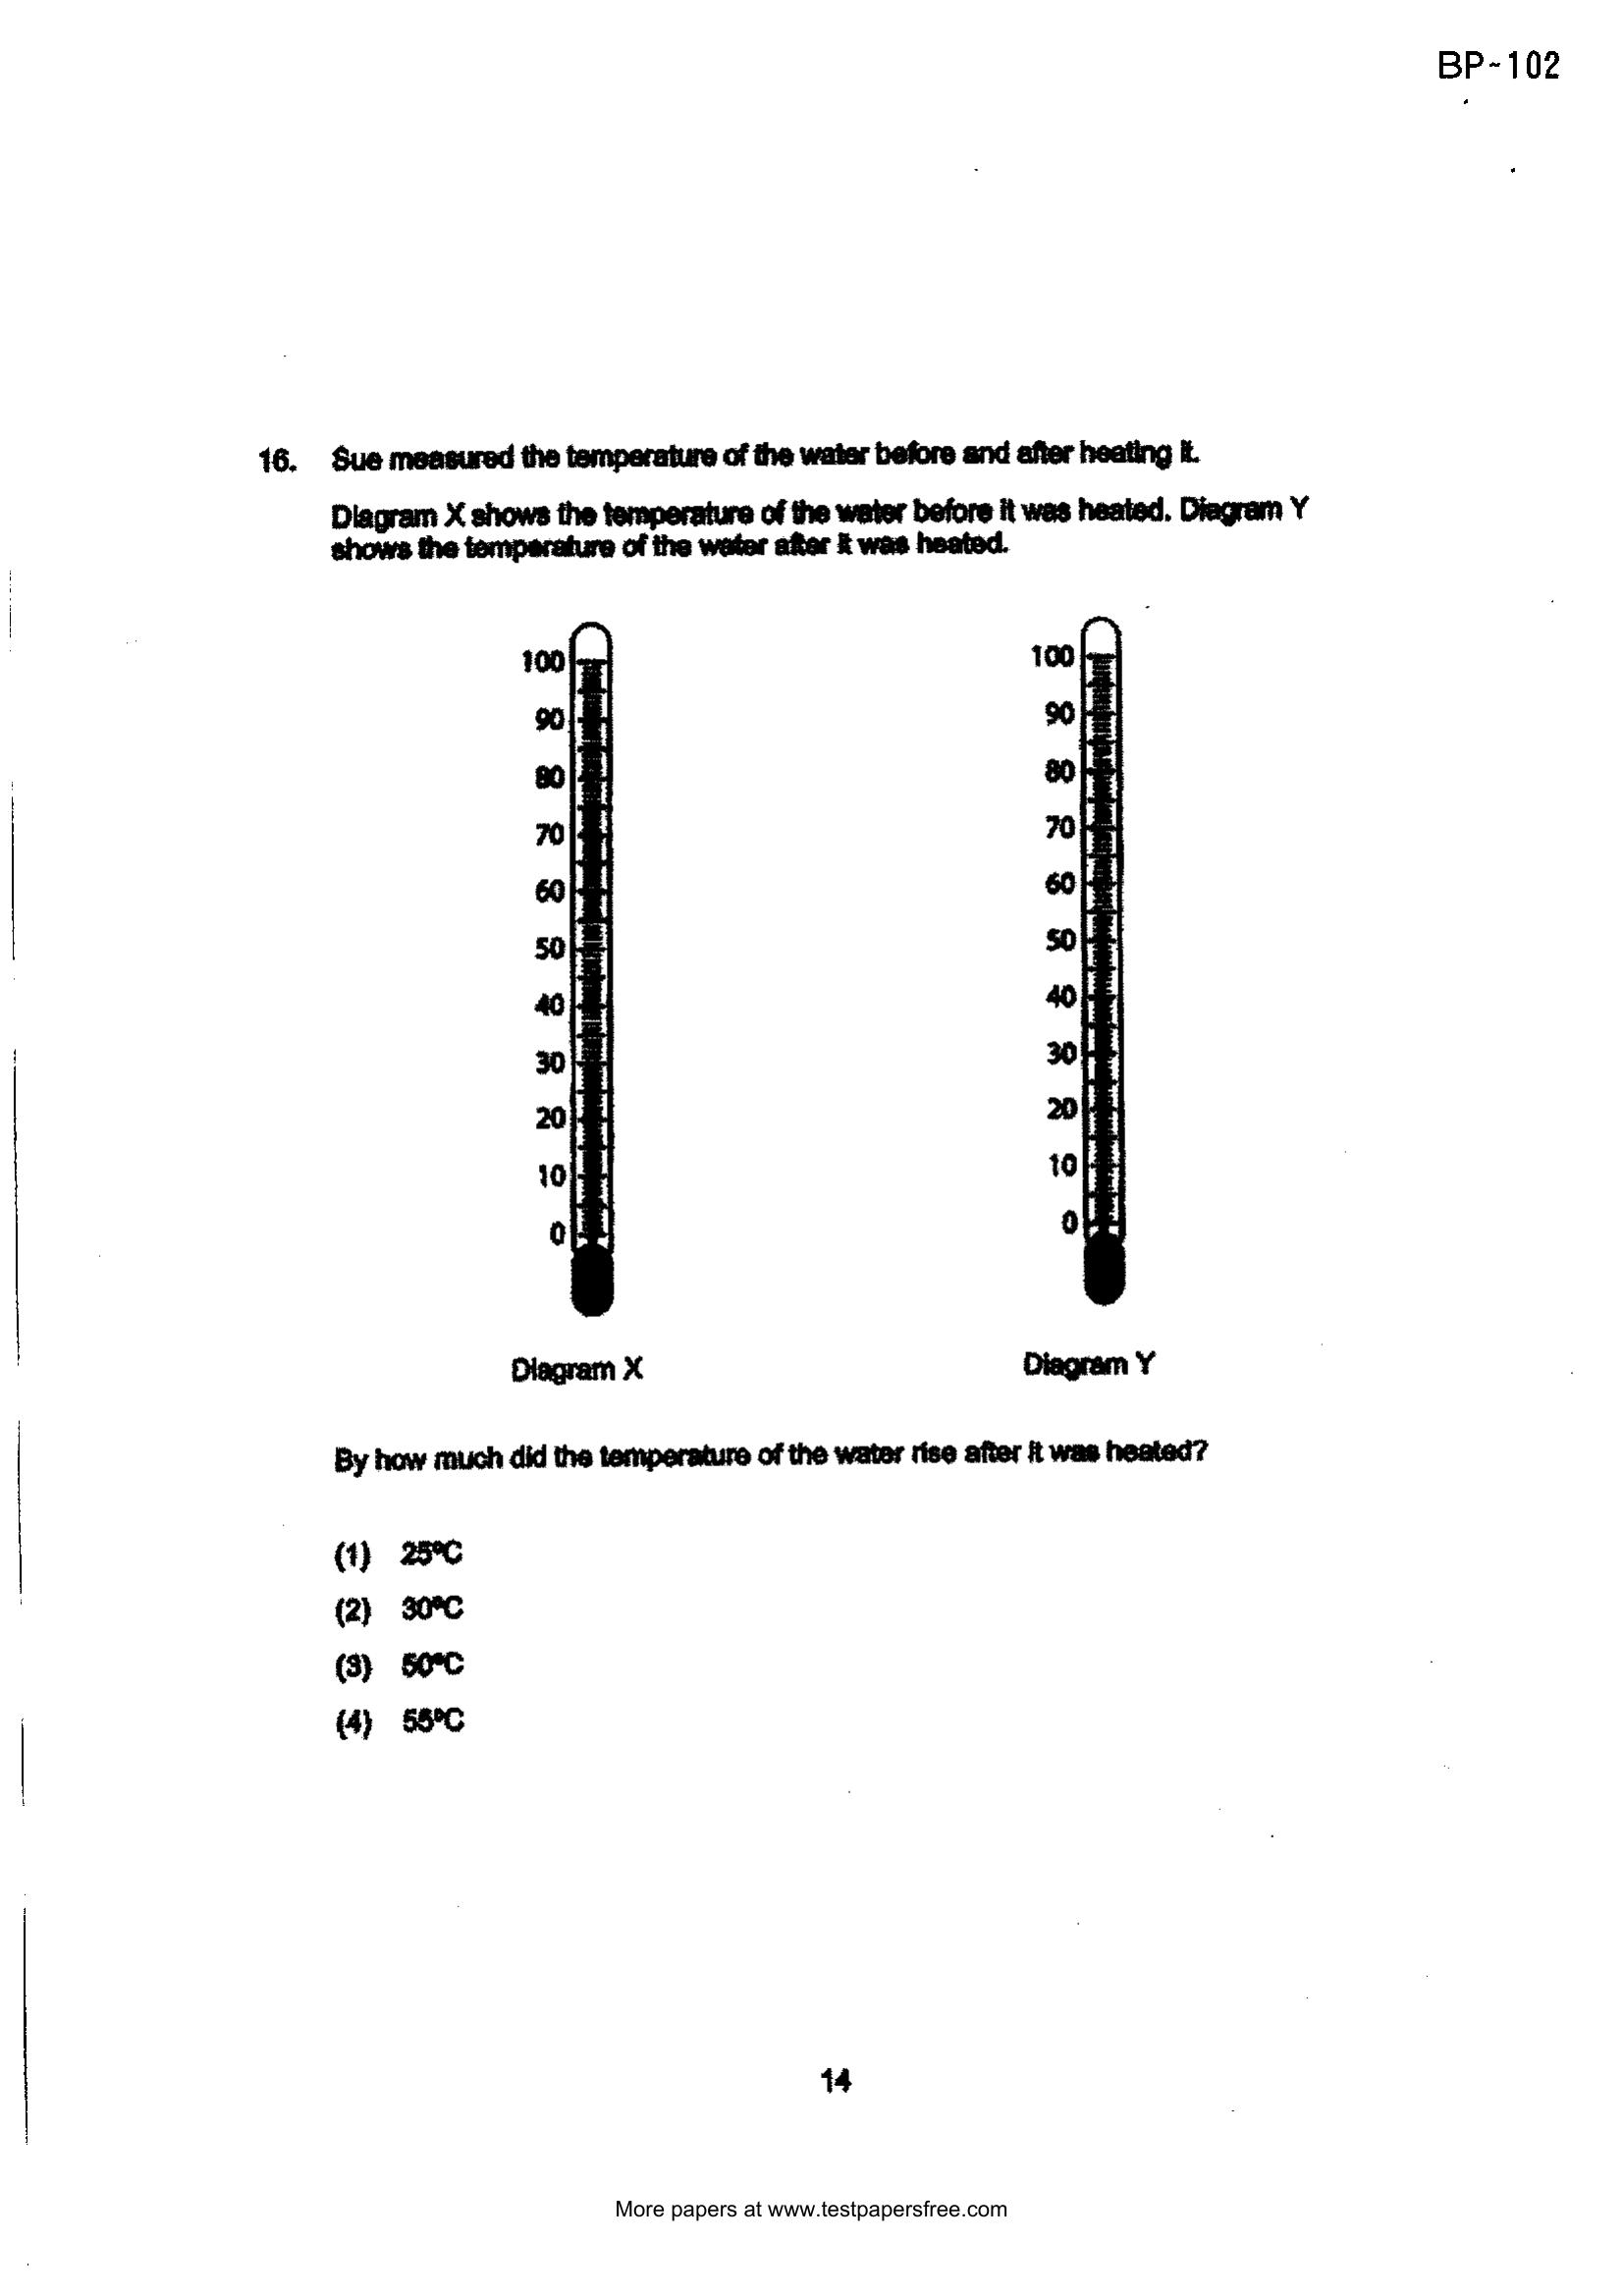 BP-102
16. Sue measured the temperature of the water before and after heating it.
Diagram X shows the temperature of the water before it was heated. Diagram Y
shows the temperature of the water after it was heated.
100
90
80
70
60
50
40
30
20
10
0
Diagram X
100
90
80
70
60
50
40
30
20
10
0
Diagram Y
By how much did the temperature of the water rise after it was heated?
(1) 25°C
(2) 30°C
(3) 50°C
(4) 55°C
14
More papers at www.testpapersfree.com